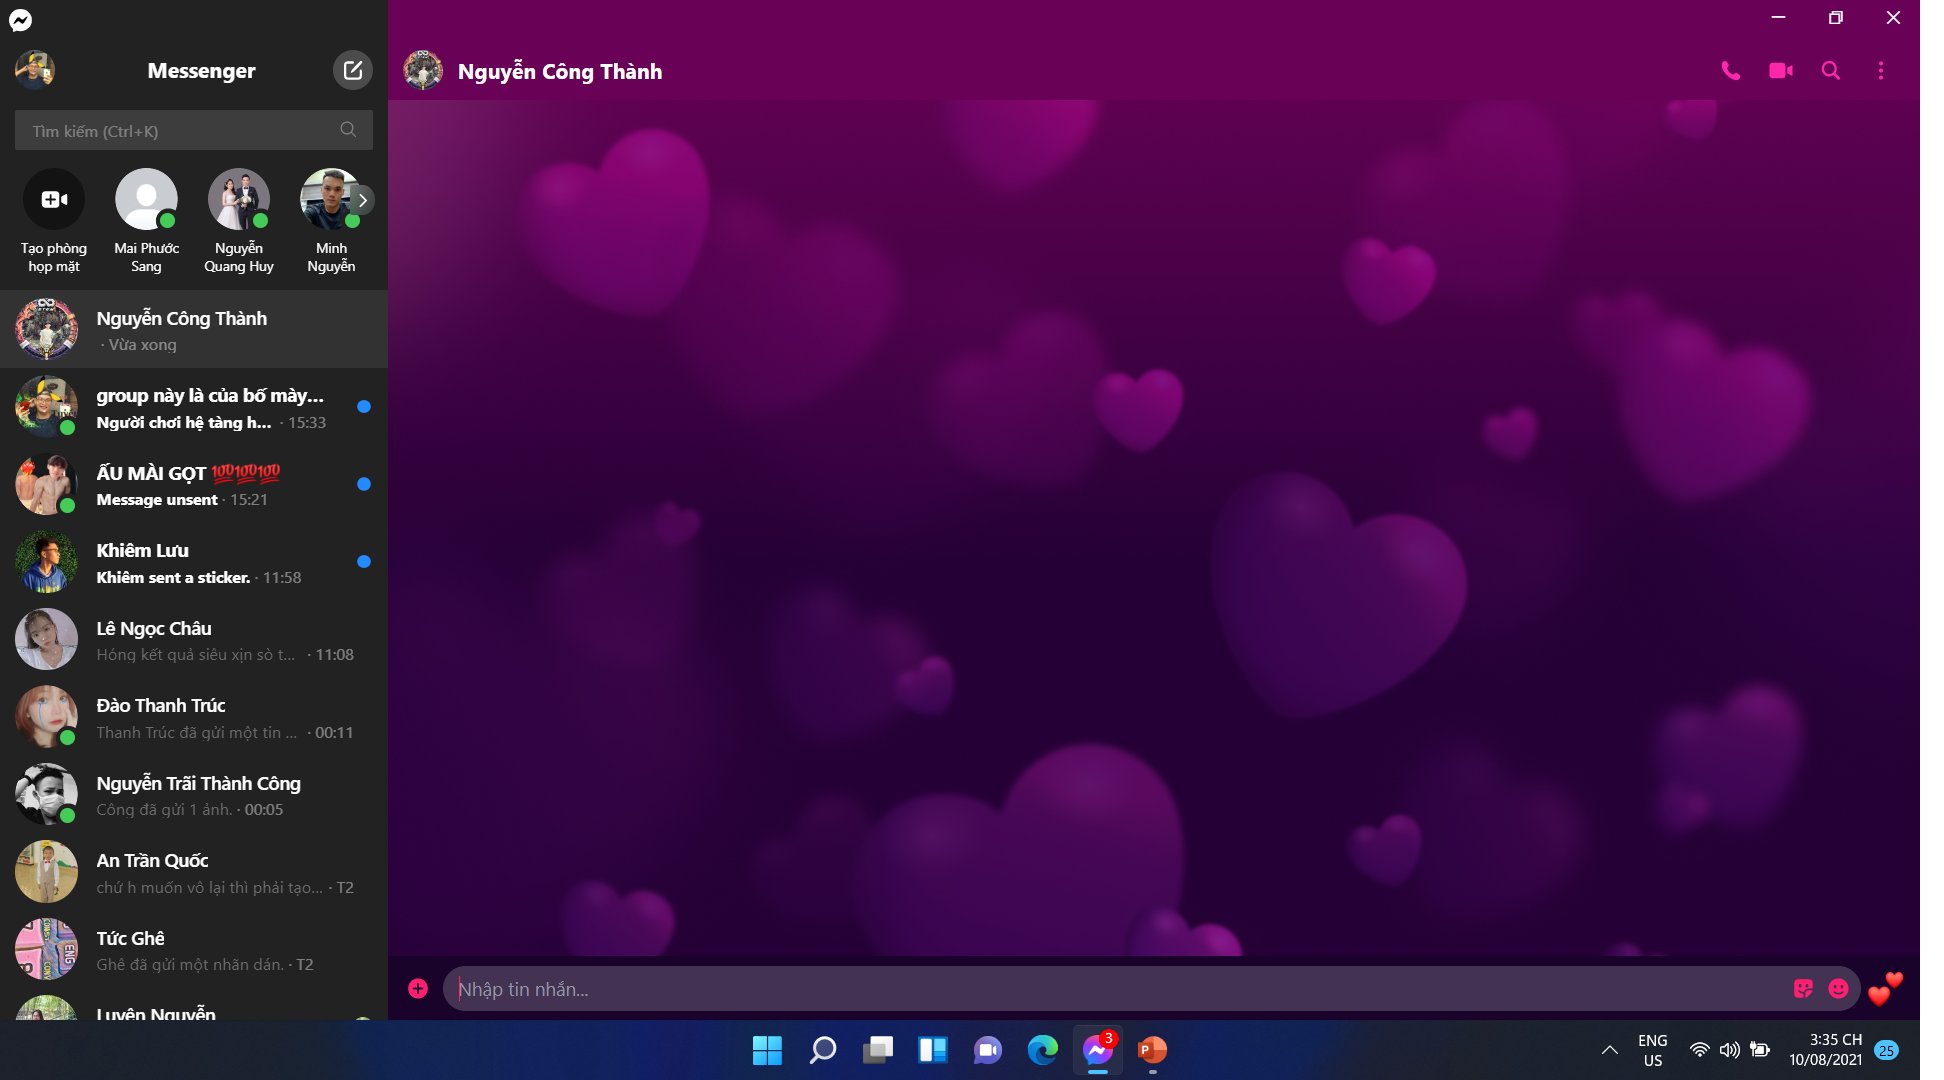 Messenger
Tìm kiếm (Ctrl+K)
Tạo phòng
họp mặt
Mai Phước
Sang
Nguyễn
Quang Huy
Minh
Nguyễn
Nguyễn Công Thành
· Vừa xong
group này là của bố mày...
Người chơi hệ tàng h... · 15:33
ẤU MÀI GỌT 💯💯💯
Message unsent · 15:21
Khiêm Lưu
Khiêm sent a sticker. · 11:58
Lê Ngọc Châu
Hóng kết quả siêu xịn sò t... · 11:08
Đào Thanh Trúc
Thanh Trúc đã gửi một tin ... · 00:11
Nguyễn Trãi Thành Công
Công đã gửi 1 ảnh. · 00:05
An Trần Quốc
chứ h muốn vô lại thì phải tạo... · T2
Tức Ghê
Ghê đã gửi một nhãn dán. · T2
Luyện Nguyễn
Nguyễn Công Thành
Nhập tin nhắn...
3
P
ENG
US
3:35 CH
10/08/2021
25